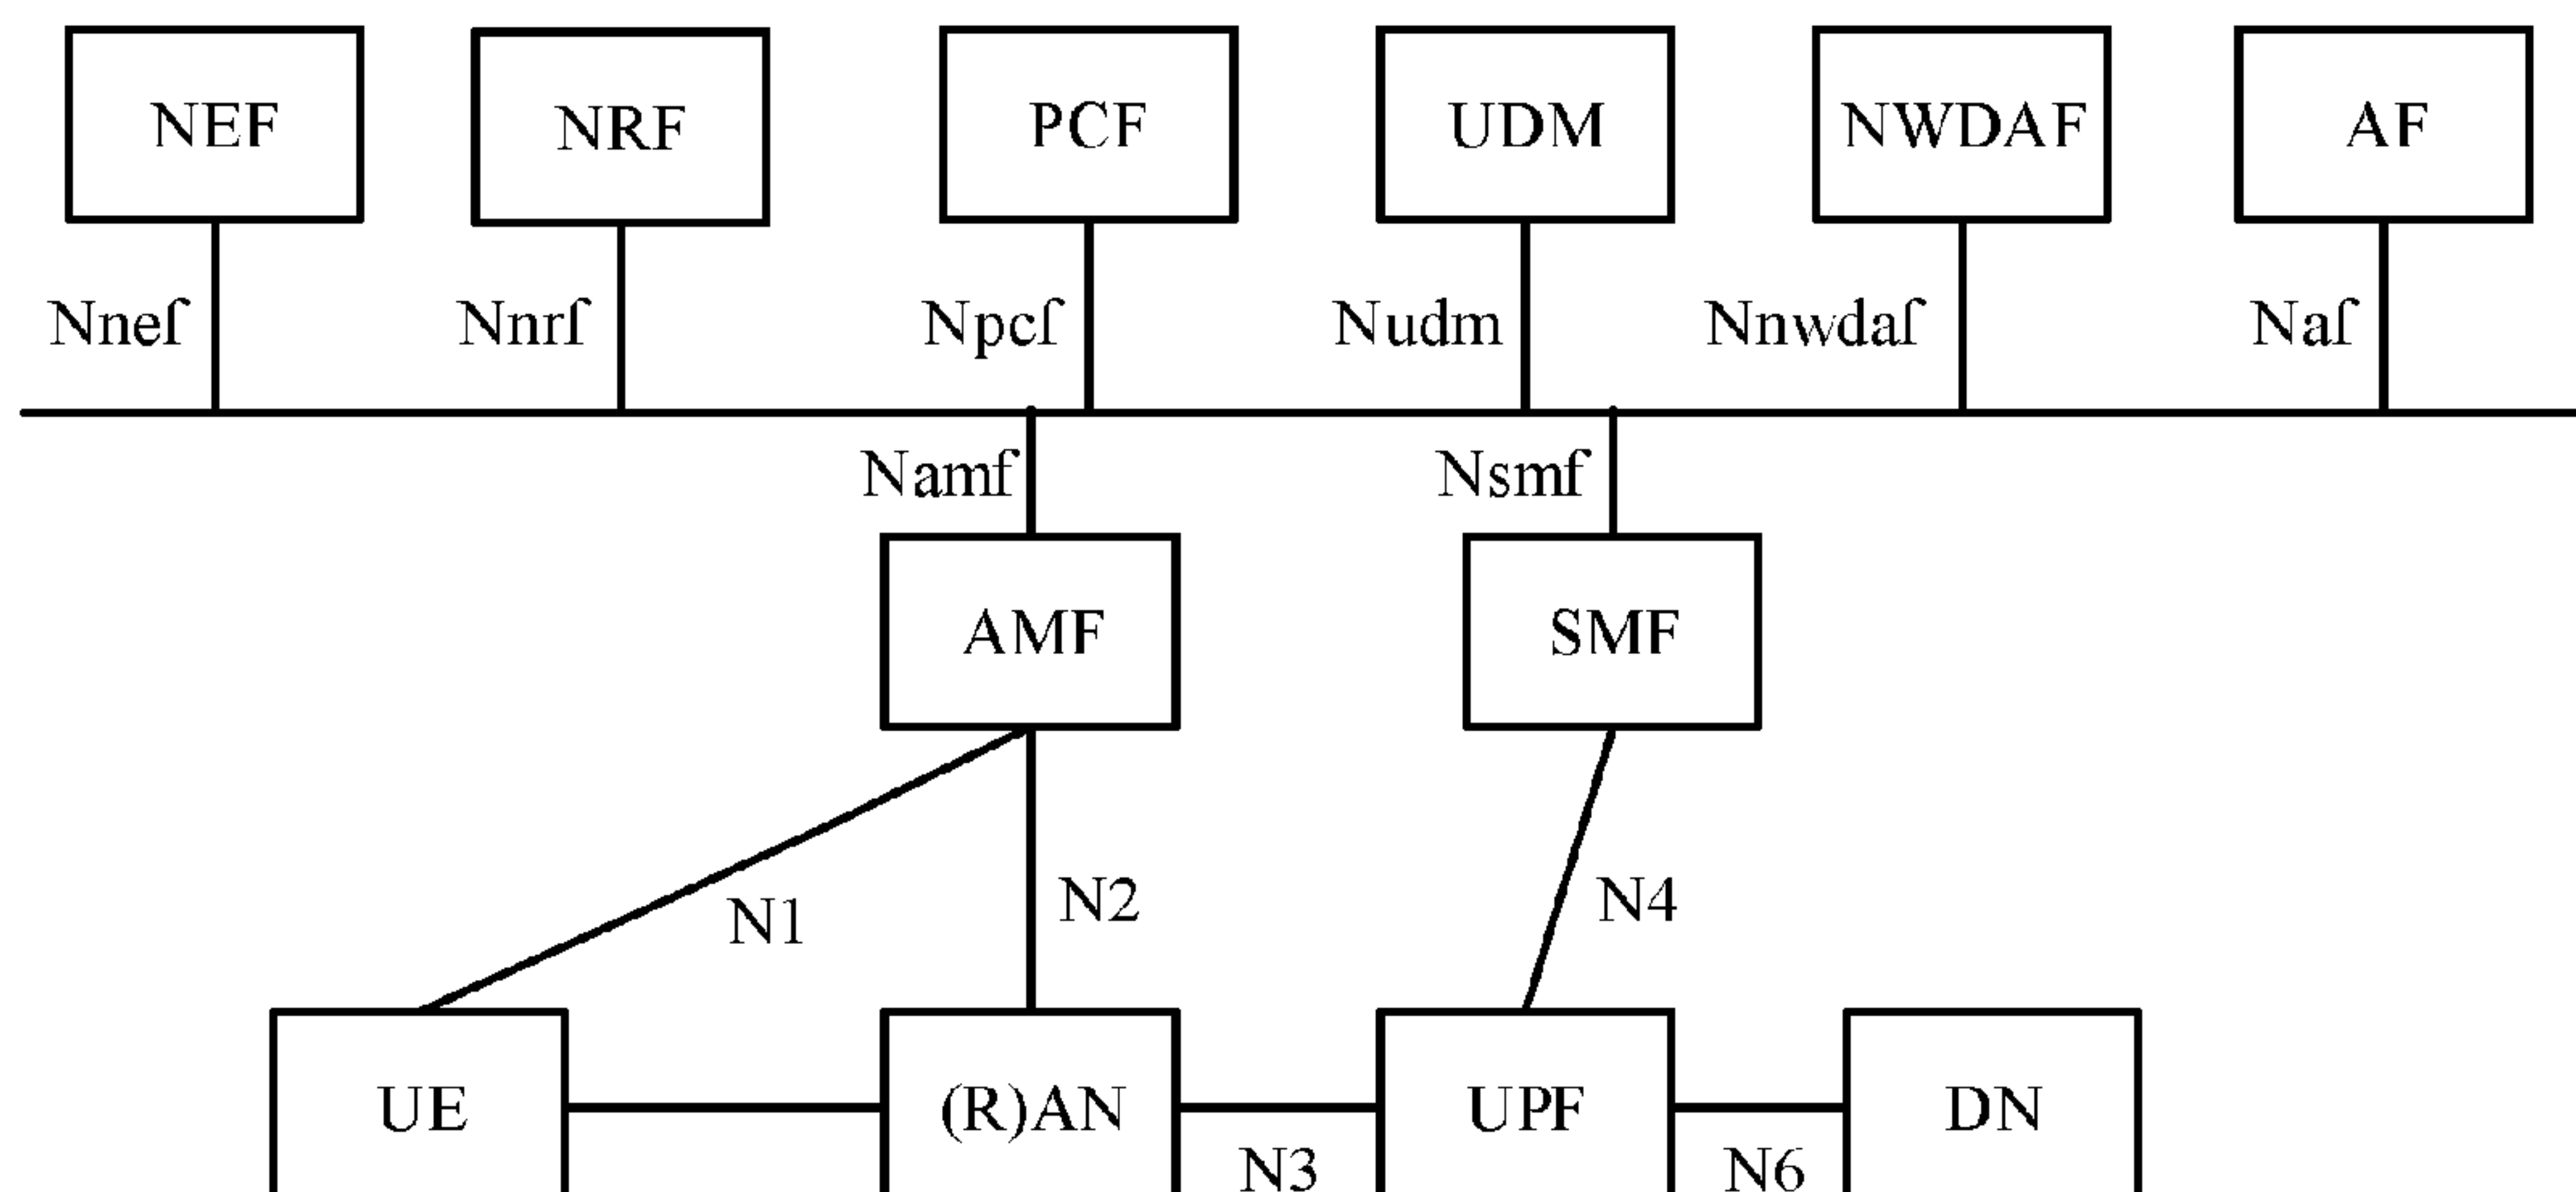 NEF NRF PCF UDM NWDAF AF
Nnef Nnrf Npcf Nudm Nnwdaf Naf
Namf Nsmf
AMF SMF
N1 N2 N4
UE (R)AN UPF DN
N3 N6